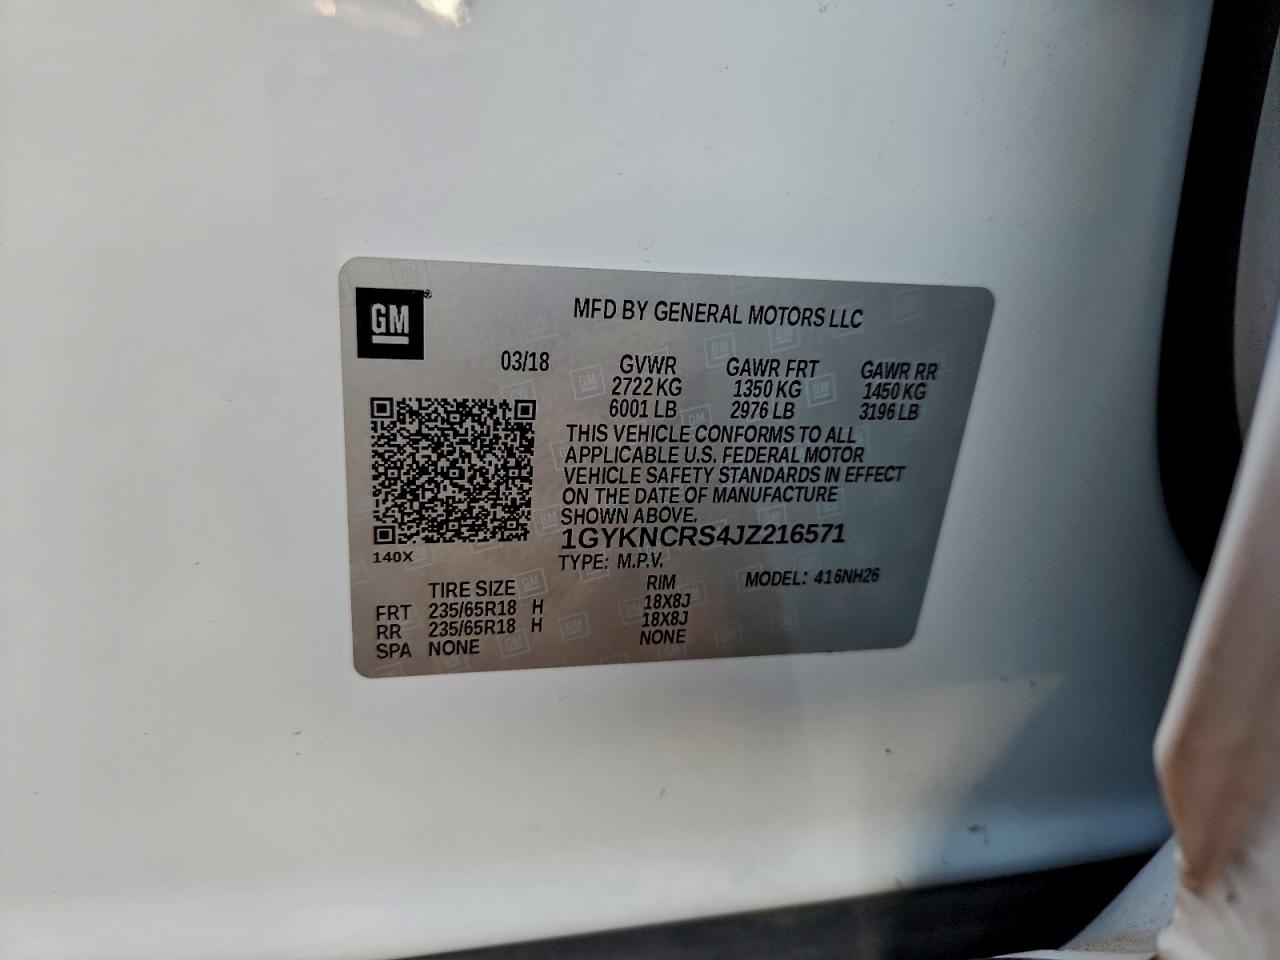 GM®
MFD BY GENERAL MOTORS LLC
03/18 GVWR GAWR FRT GAWR RR
2722 KG 1350 KG 1450 KG
6001 LB 2976 LB 3196 LB
THIS VEHICLE CONFORMS TO ALL
APPLICABLE U.S. FEDERAL MOTOR
VEHICLE SAFETY STANDARDS IN EFFECT
ON THE DATE OF MANUFACTURE
SHOWN ABOVE.
1GYKNCRS4JZ216571
140X
TYPE: M.P.V.
MODEL: 416NH26
TIRE SIZE RIM
FRT 235/65R18 H 18X8J
RR 235/65R18 H 18X8J
SPA NONE NONE